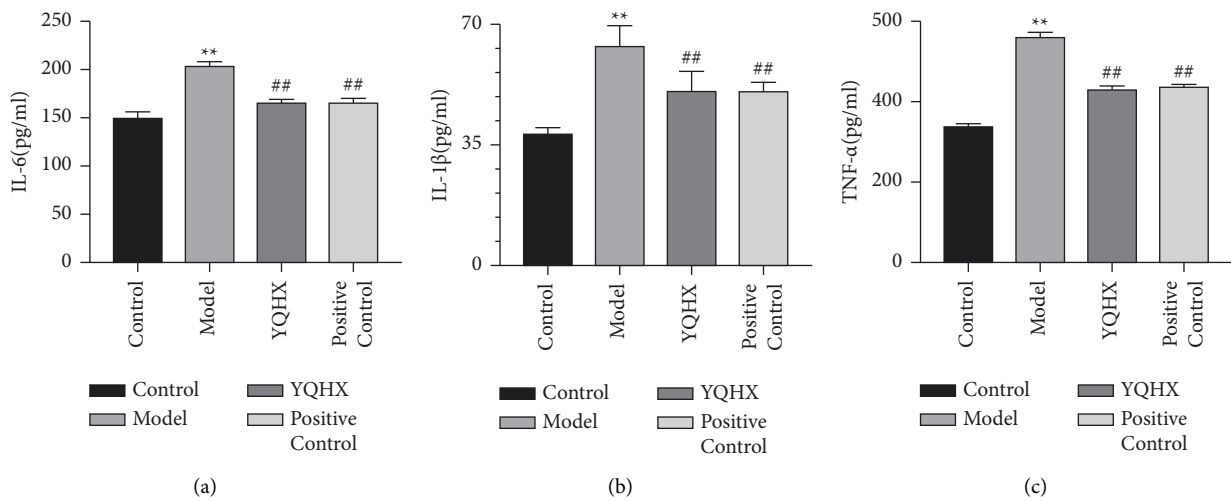 250
200
150
100
50
0
IL-6(pg/ml)
**
##
##
Control
Model
YQHX
Positive
Control
Control
Model
YQHX
Positive
Control
(a)
70
35
0
IL-1β(pg/ml)
**
##
##
Control
Model
YQHX
Positive
Control
Control
Model
YQHX
Positive
Control
(b)
500
400
200
0
TNF-α(pg/ml)
**
##
##
Control
Model
YQHX
Positive
Control
Control
Model
YQHX
Positive
Control
(c)